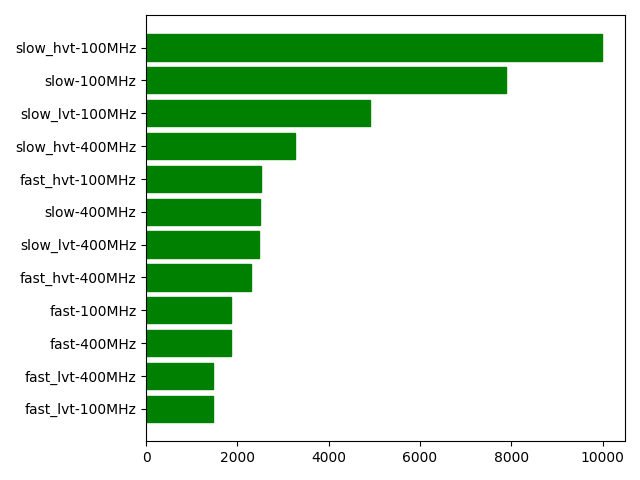 slow_hvt-100MHz
slow-100MHz
slow_lvt-100MHz
slow_hvt-400MHz
fast_hvt-100MHz
slow-400MHz
slow_lvt-400MHz
fast_hvt-400MHz
fast-100MHz
fast-400MHz
fast_lvt-400MHz
fast_lvt-100MHz
0 2000 4000 6000 8000 10000